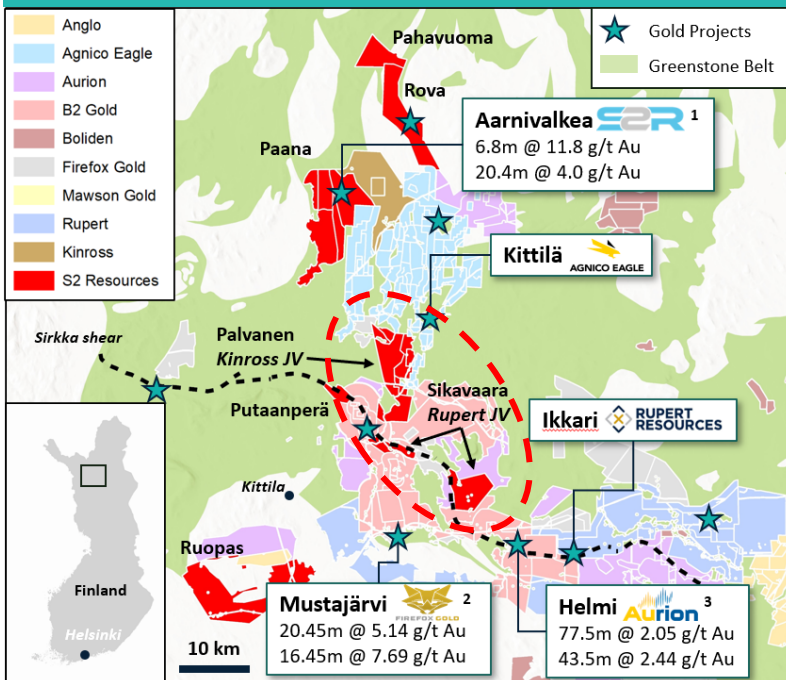 Anglo
Agnico Eagle
Aurion
B2 Gold
Boliden
Firefox Gold
Mawson Gold
Rupert
Kinross
S2 Resources
Gold Projects
Greenstone Belt
Pahavuoma
Rova
Paana
Aarnivalkea S2R 1
6.8m @ 11.8 g/t Au
20.4m @ 4.0 g/t Au
Kittilä AGNICO EAGLE
Sirkka shear
Palvanen
Kinross JV
Putaanperä
Sikavaara
Rupert JV
Ikkari RUPERT
RESOURCES
Kittila
Ruopas
Finland
Helsinki
10 km
Mustajärvi FIREFOX GOLD 2
20.45m @ 5.14 g/t Au
16.45m @ 7.69 g/t Au
Helmi Aurion 3
77.5m @ 2.05 g/t Au
43.5m @ 2.44 g/t Au